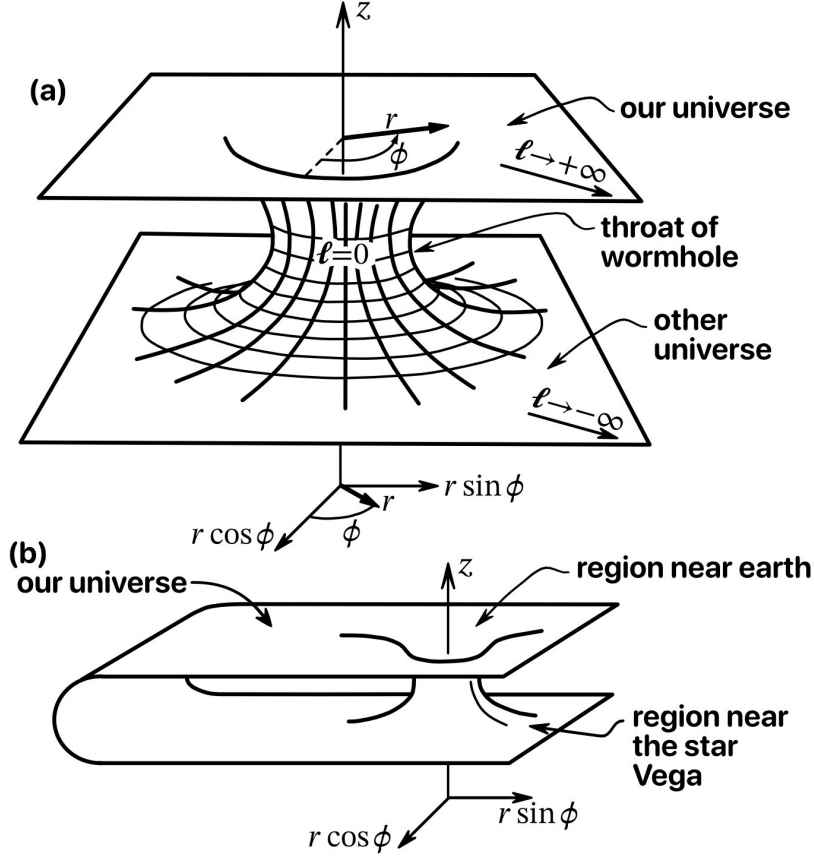 z
(a)
our universe
r
ϕ
ℓ→+∞
throat of
wormhole
ℓ=0
other
universe
ℓ→−∞
r sin ϕ
r
r cos ϕ
ϕ
(b)
our universe
z
region near earth
region near
the star
Vega
r sin ϕ
r cos ϕ